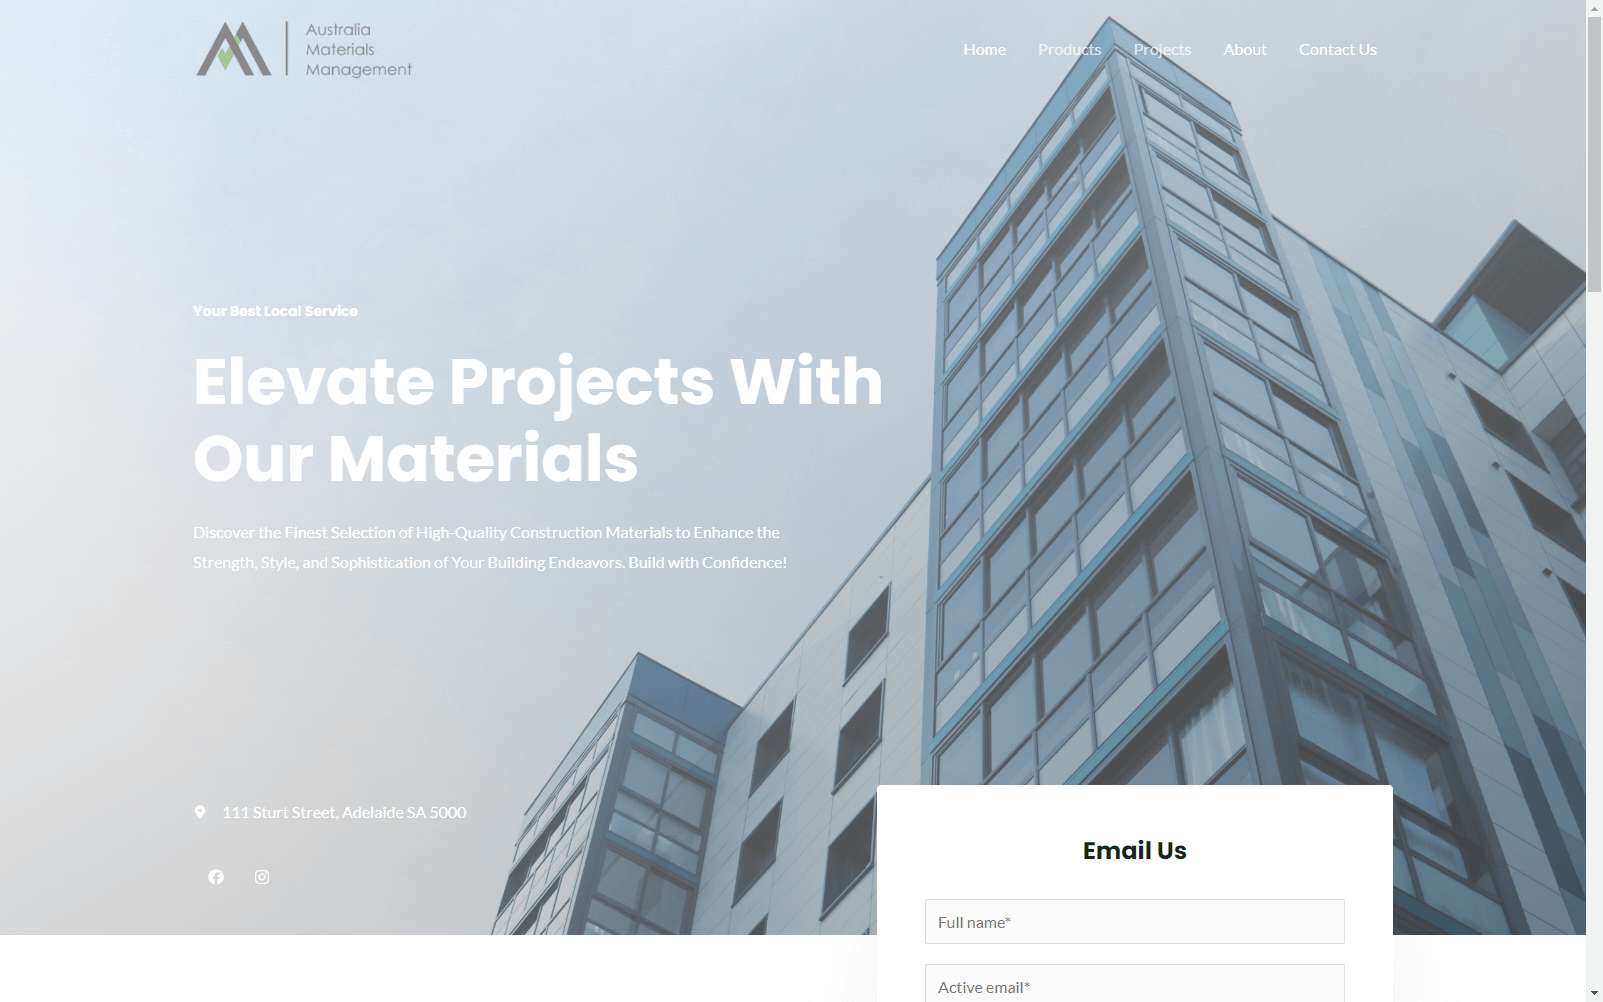 Australia
Materials
Management
Home
Products
Projects
About
Contact Us
Your Best Local Service
Elevate Projects With
Our Materials
Discover the Finest Selection of High-Quality Construction Materials to Enhance the
Strength, Style, and Sophistication of Your Building Endeavors. Build with Confidence!
111 Sturt Street, Adelaide SA 5000
Email Us
Full name*
Active email*